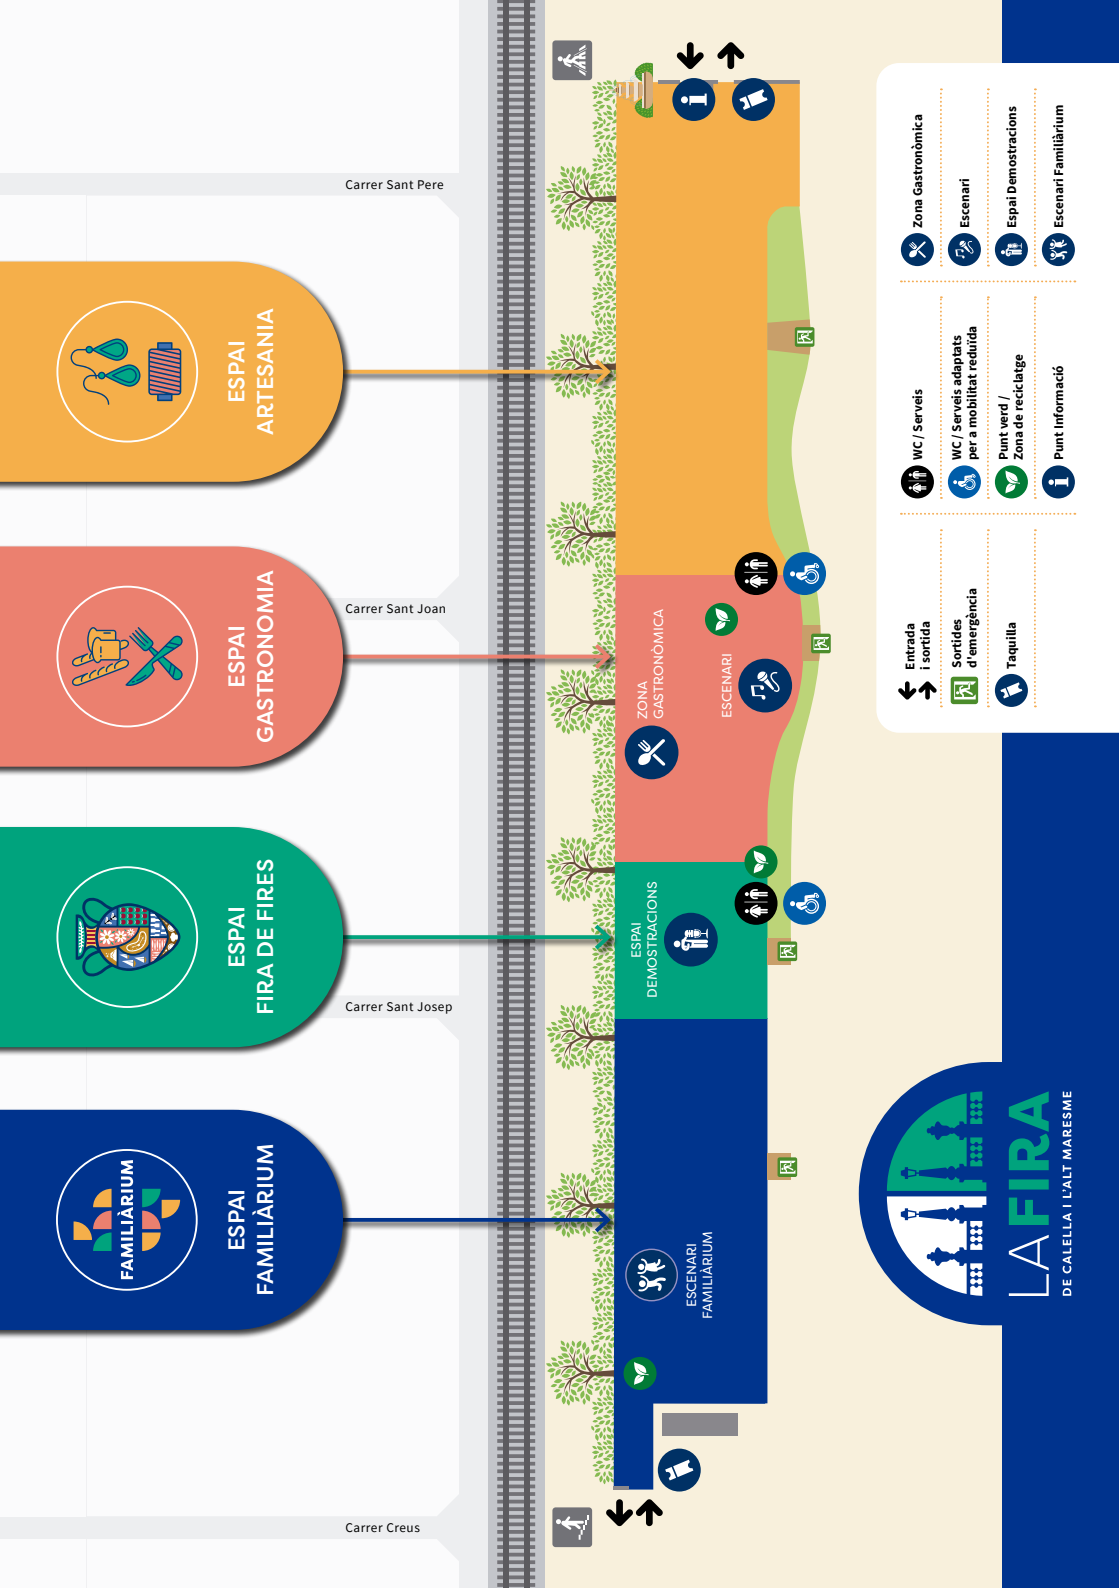 ESPAI
FAMILIÀRIUM
FAMILIÀRIUM
ESPAI
FIRA DE FIRES
ESPAI
GASTRONOMIA
ESPAI
ARTESANIA
Carrer Creus
Carrer Sant Josep
Carrer Sant Joan
Carrer Sant Pere
ESCENARI
FAMILIÀRIUM
ESPAI
DEMOSTRACIONS
ZONA
GASTRONÒMICA
ESCENARI
LA FIRA
DE CALELLA I L'ALT MARESME
Entrada
i sortida
Sortides
d'emergència
Taquilla
WC / Serveis
WC / Serveis adaptats
per a mobilitat reduïda
Punt verd /
Zona de reciclatge
Punt Informació
Zona Gastronòmica
Escenari
Espai Demostracions
Escenari Familiàrium